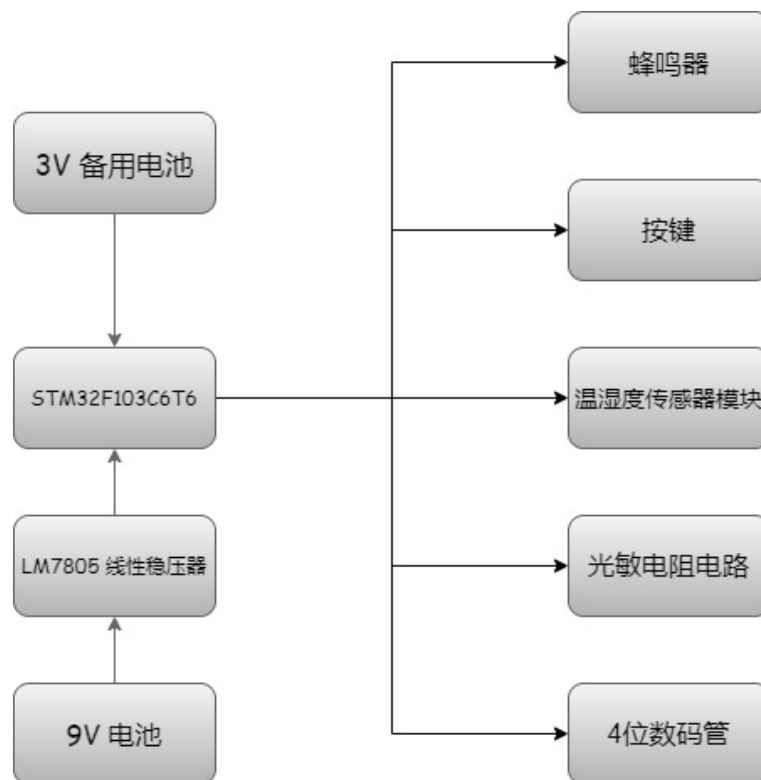 蜂鸣器
3V 备用电池
按键
STM32F103C6T6
温湿度传感器模块
LM7805 线性稳压器
光敏电阻电路
9V 电池
4位数码管